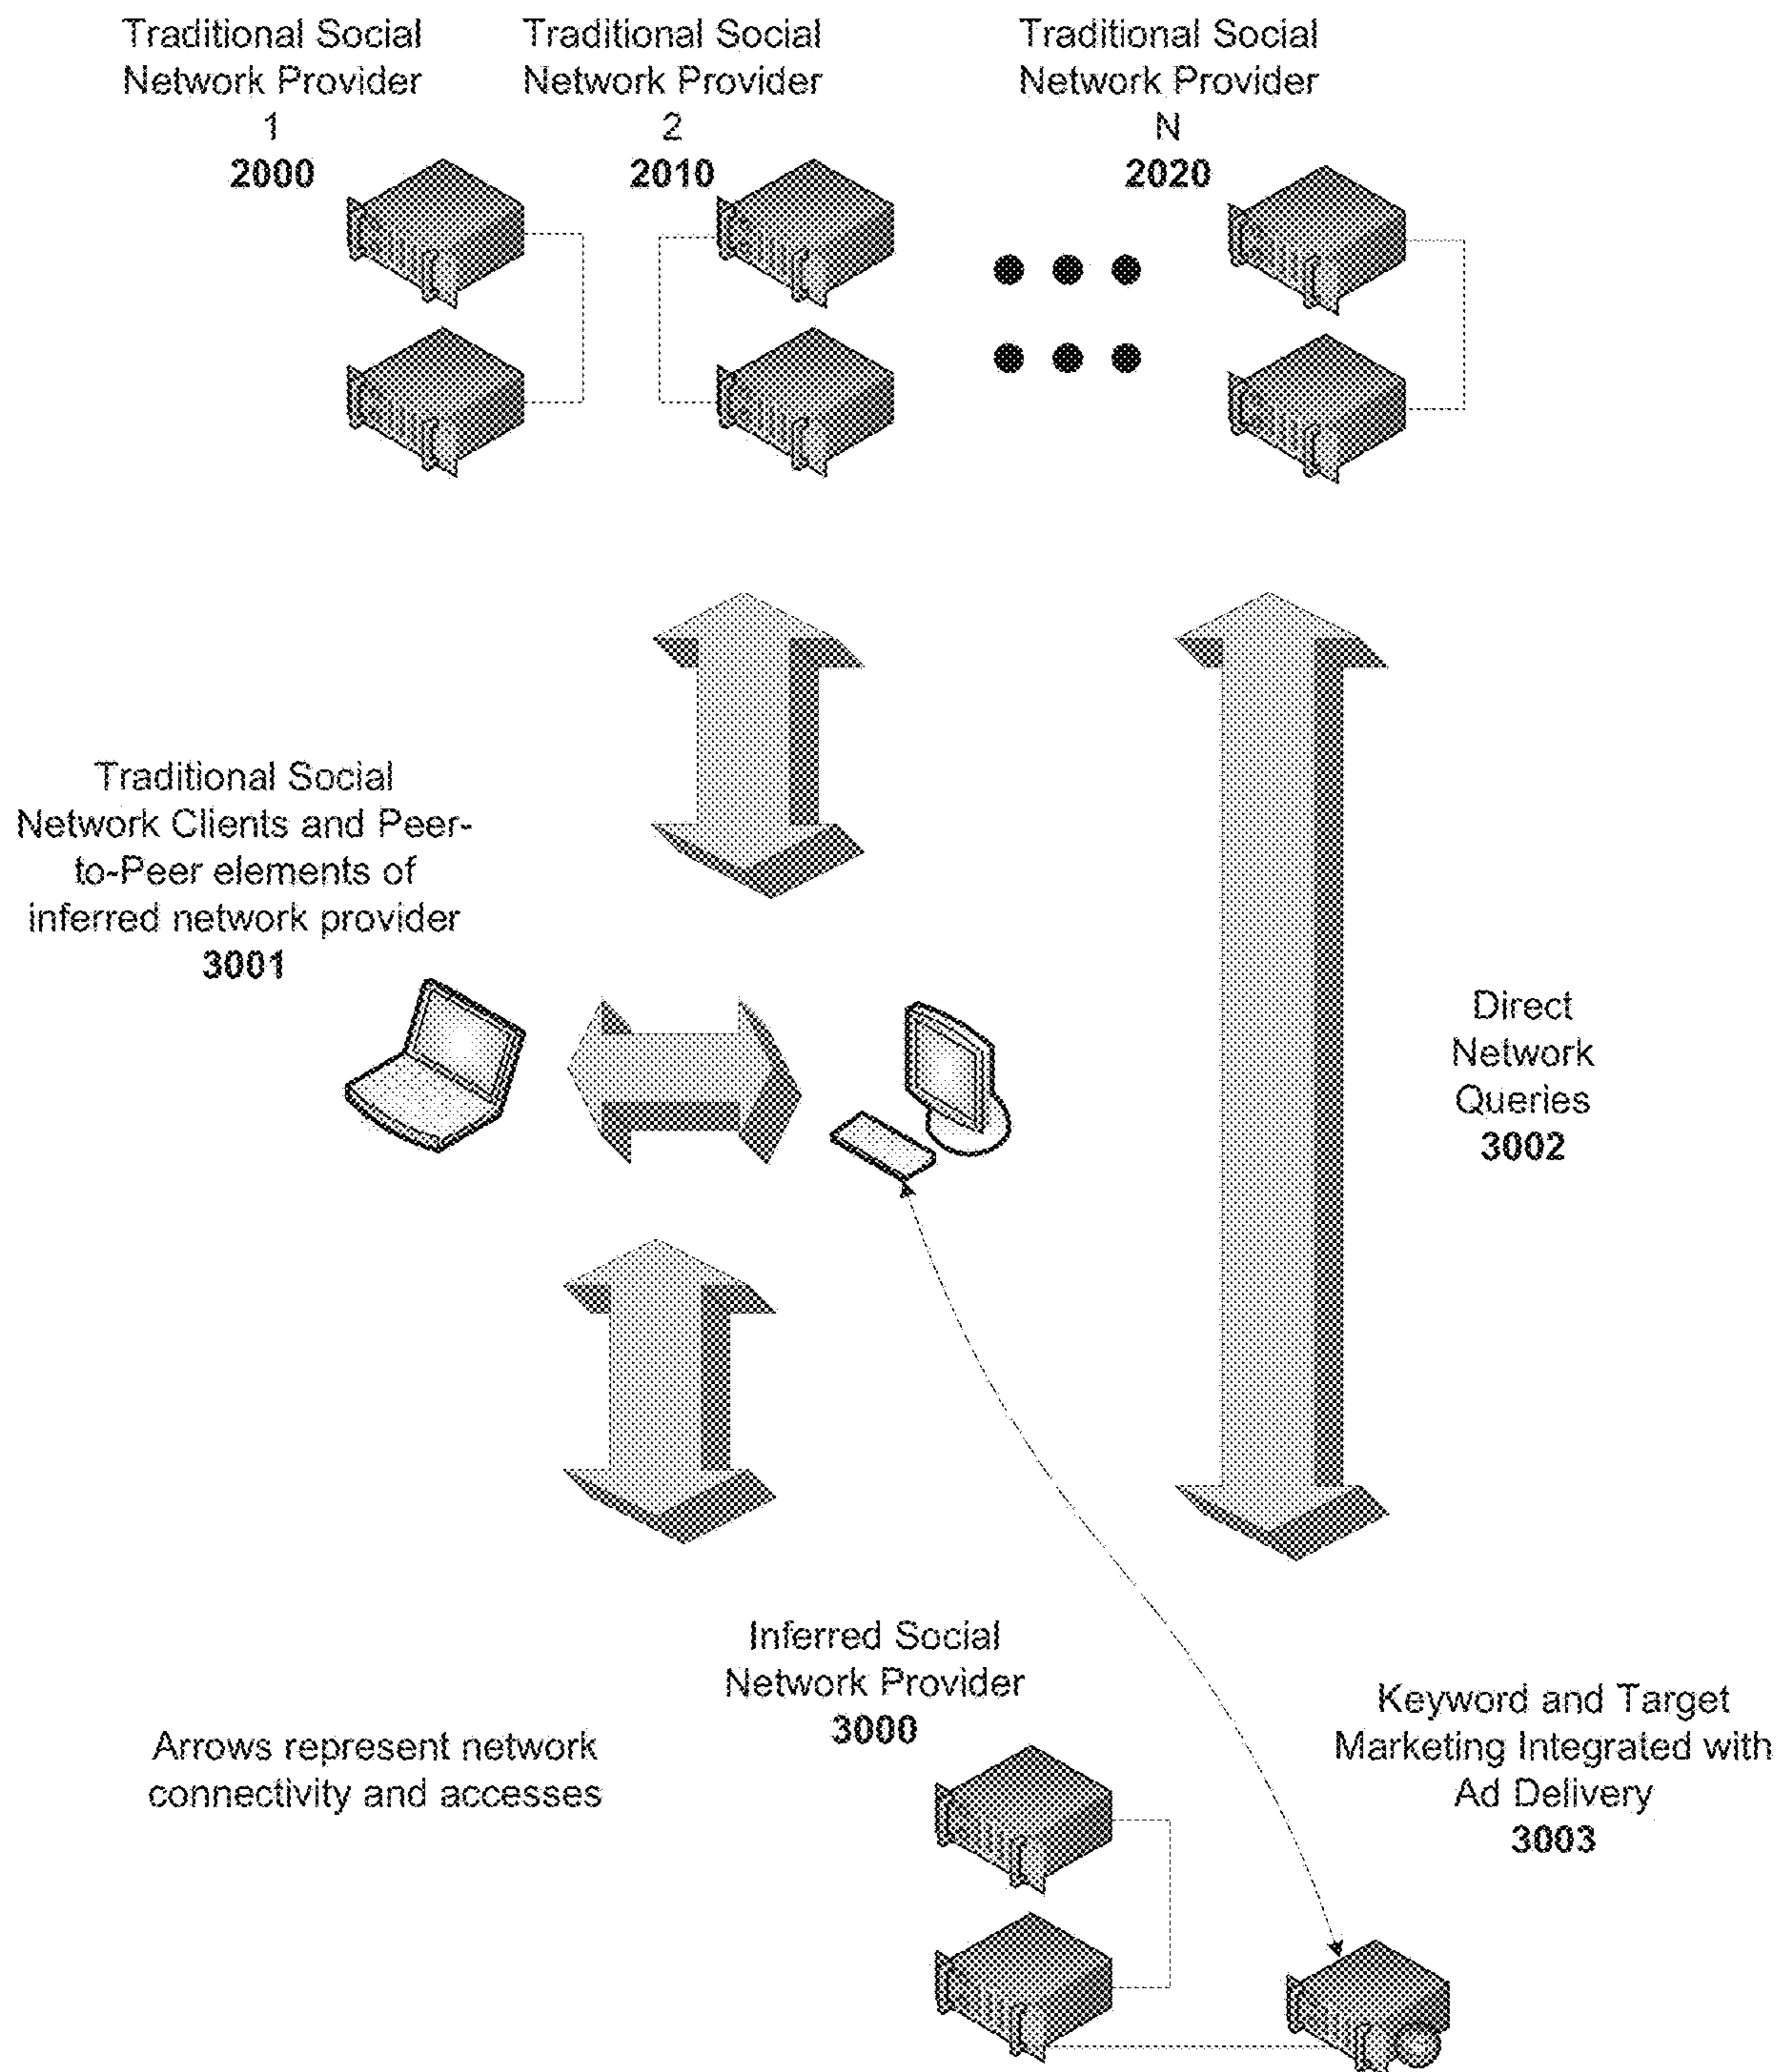 Traditional Social
Network Provider
1
2000
Traditional Social
Network Provider
2
2010
Traditional Social
Network Provider
N
2020
Traditional Social
Network Clients and Peer-
to-Peer elements of
inferred network provider
3001
Direct
Network
Queries
3002
Inferred Social
Network Provider
3000
Arrows represent network
connectivity and accesses
Keyword and Target
Marketing Integrated with
Ad Delivery
3003